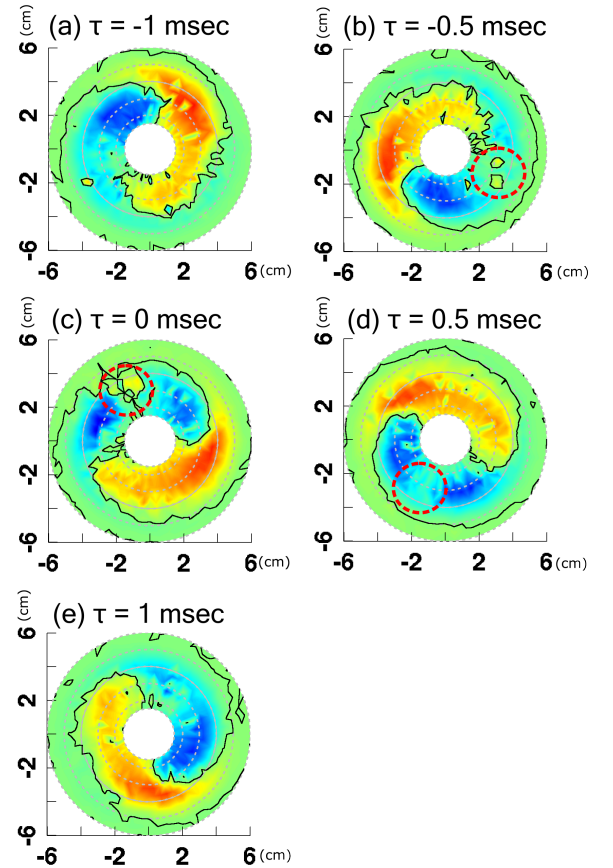 (a) τ = -1 msec
(cm)
6
2
-2
-6
-6 -2 2 6 (cm)
(b) τ = -0.5 msec
(cm)
6
2
-2
-6
-6 -2 2 6 (cm)
(c) τ = 0 msec
(cm)
6
2
-2
-6
-6 -2 2 6 (cm)
(d) τ = 0.5 msec
(cm)
6
2
-2
-6
-6 -2 2 6 (cm)
(e) τ = 1 msec
(cm)
6
2
-2
-6
-6 -2 2 6 (cm)